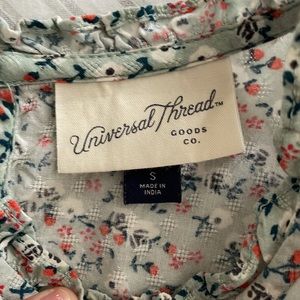 Universal Thread™
GOODS
CO.
S
MADE IN
INDIA